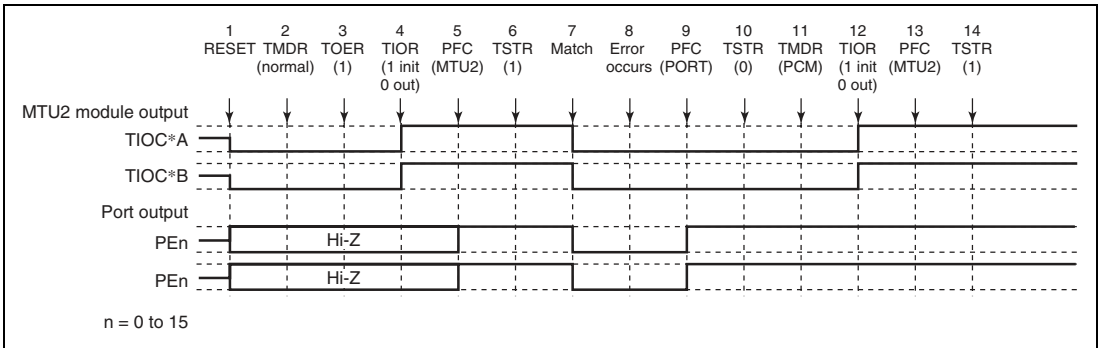 1 2 3 4 5 6 7 8 9 10 11 12 13 14
RESET TMDR TOER TIOR PFC TSTR Match Error PFC TSTR TMDR TIOR PFC TSTR
(normal) (1) (1 init (MTU2) (1) occurs (PORT) (0) (PCM) (1 init (MTU2) (1)
0 out) 0 out)
MTU2 module output
TIOC*A
TIOC*B
Port output
PEn Hi-Z
PEn Hi-Z
n = 0 to 15